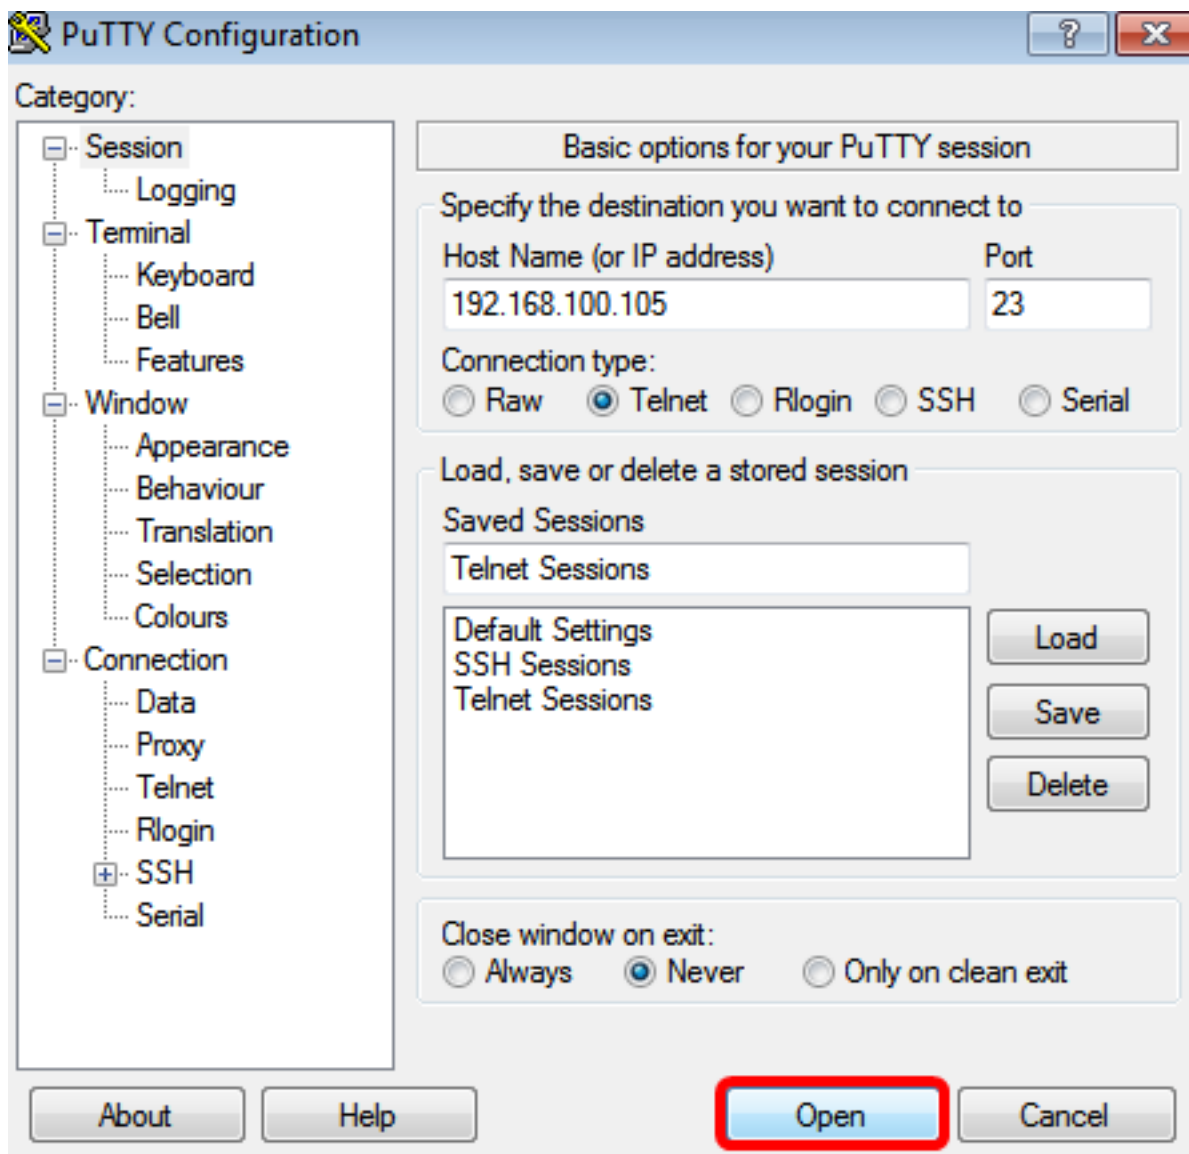 PuTTY Configuration
Category:
Session
Logging
Terminal
Keyboard
Bell
Features
Window
Appearance
Behaviour
Translation
Selection
Colours
Connection
Data
Proxy
Telnet
Rlogin
SSH
Serial
Basic options for your PuTTY session
Specify the destination you want to connect to
Host Name (or IP address) Port
192.168.100.105 23
Connection type:
Raw Telnet Rlogin SSH Serial
Load, save or delete a stored session
Saved Sessions
Telnet Sessions
Default Settings
SSH Sessions
Telnet Sessions
Load
Save
Delete
Close window on exit:
Always Never Only on clean exit
About Help Open Cancel